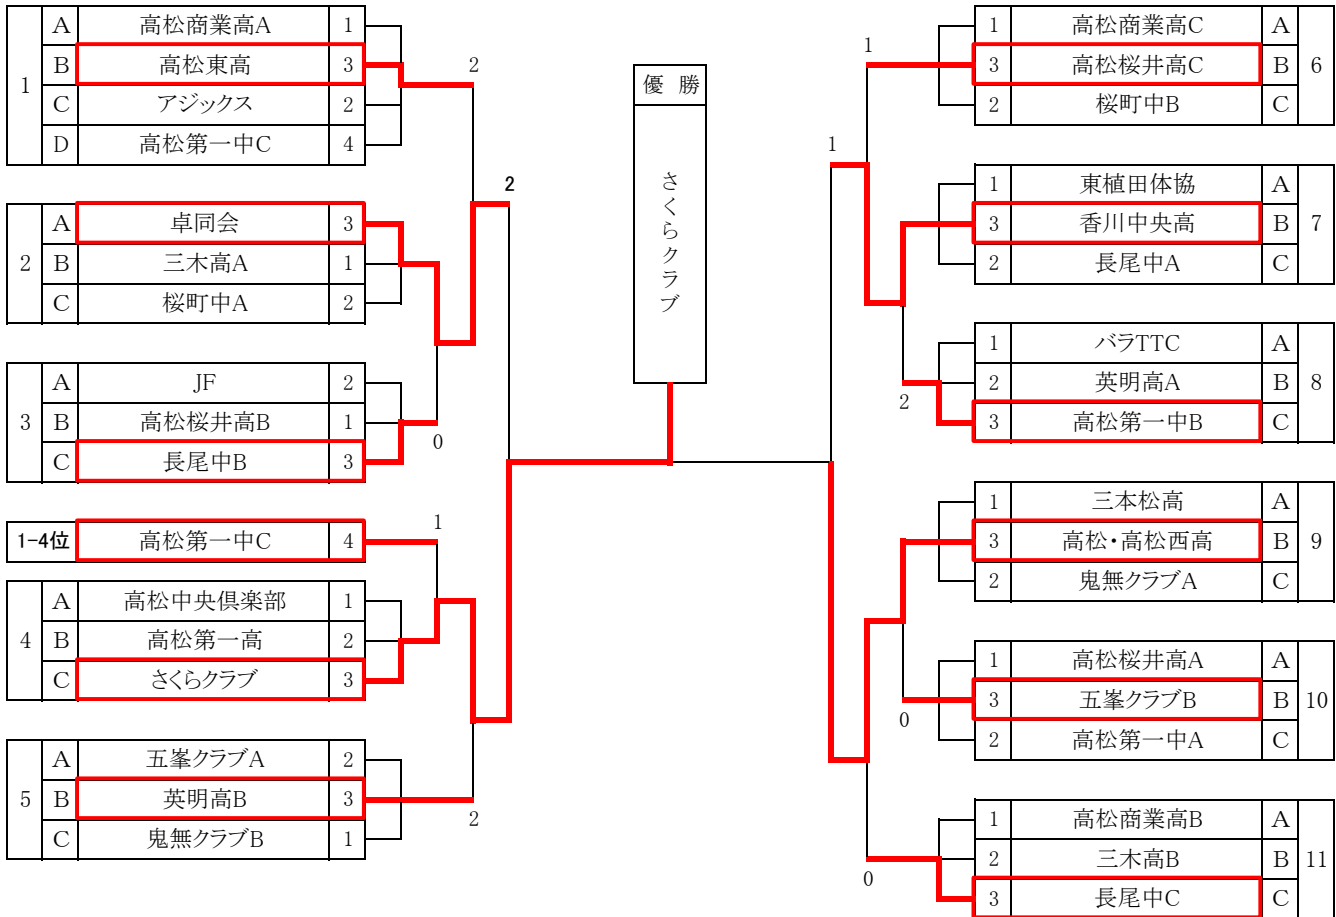 1
A 高松商業高A 1
B 高松東高 3
C アジックス 2
D 高松第一中C 4
2
2
A 卓同会 3
B 三木高A 1
C 桜町中A 2
2
3
A JF 2
B 高松桜井高B 1
C 長尾中B 3
0
1-4位 高松第一中C 4
1
4
A 高松中央倶楽部 1
B 高松第一高 2
C さくらクラブ 3
5
A 五峯クラブA 2
B 英明高B 3
C 鬼無クラブB 1
2
優 勝
さくらクラブ
1
1 高松商業高C A
3 高松桜井高C B
2 桜町中B C
6
1
1 東植田体協 A
3 香川中央高 B
2 長尾中A C
7
1 バラTTC A
2 英明高A B
3 高松第一中B C
8
2
1 三本松高 A
3 高松・高松西高 B
2 鬼無クラブA C
9
1 高松桜井高A A
3 五峯クラブB B
2 高松第一中A C
10
0
1 高松商業高B A
2 三木高B B
3 長尾中C C
11
0